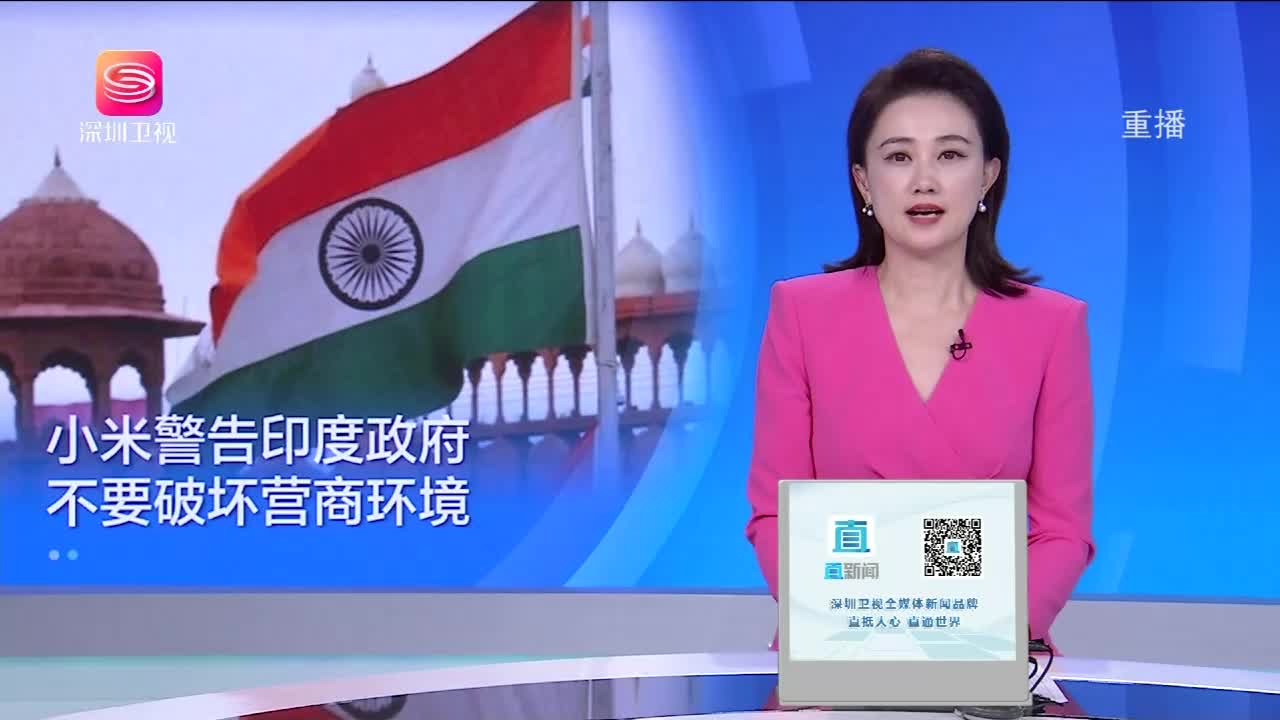 深圳卫视
重播
小米警告印度政府
不要破坏营商环境
直
直新闻
深圳卫视全媒体新闻品牌
直抵人心 直通世界